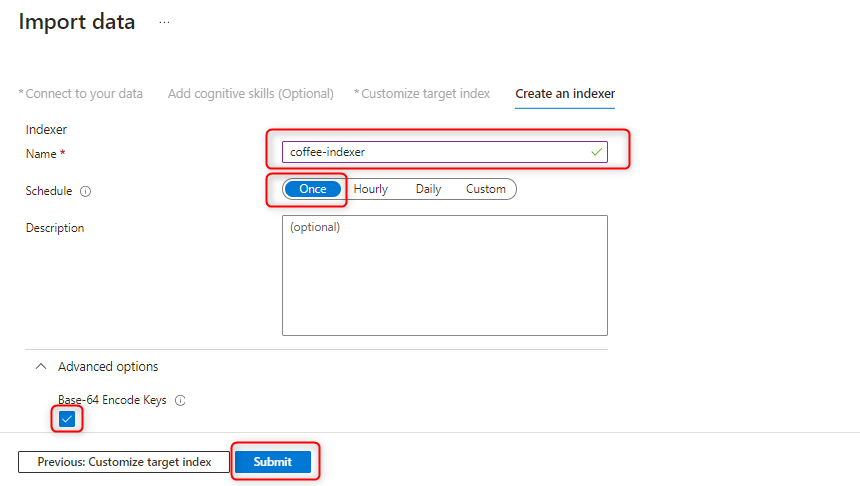 Import data ...
*Connect to your data Add cognitive skills (Optional) *Customize target index Create an indexer
Indexer
Name * coffee-indexer
Schedule Once Hourly Daily Custom
Description (optional)
Advanced options
Base-64 Encode Keys
Previous: Customize target index Submit